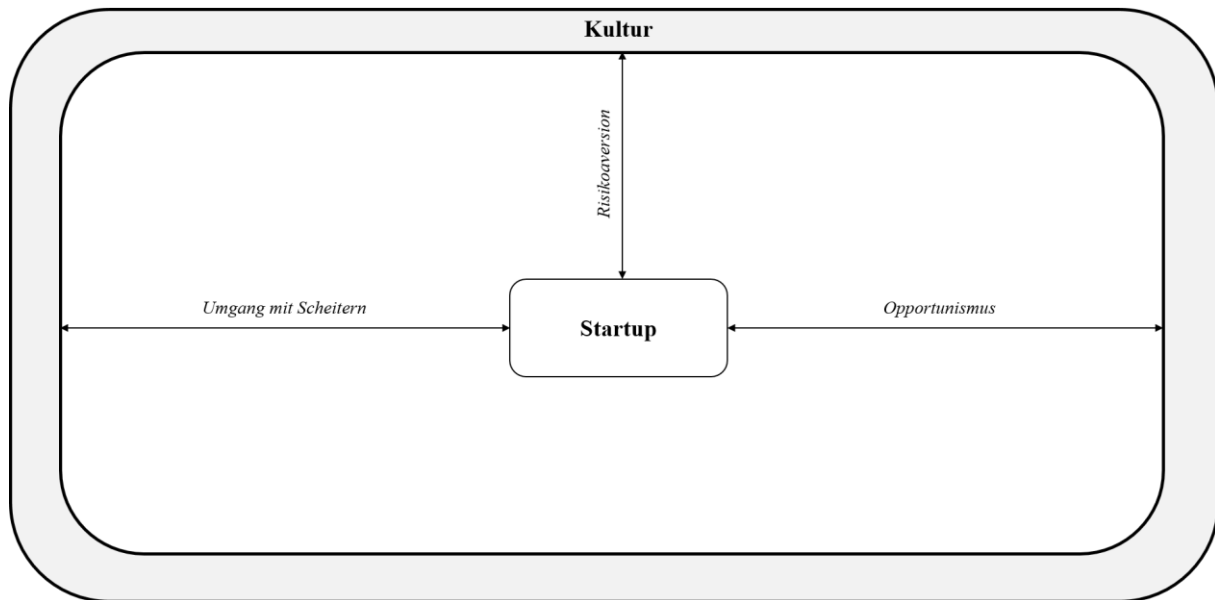 Kultur
Risikoaversion
Umgang mit Scheitern
Opportunismus
Startup